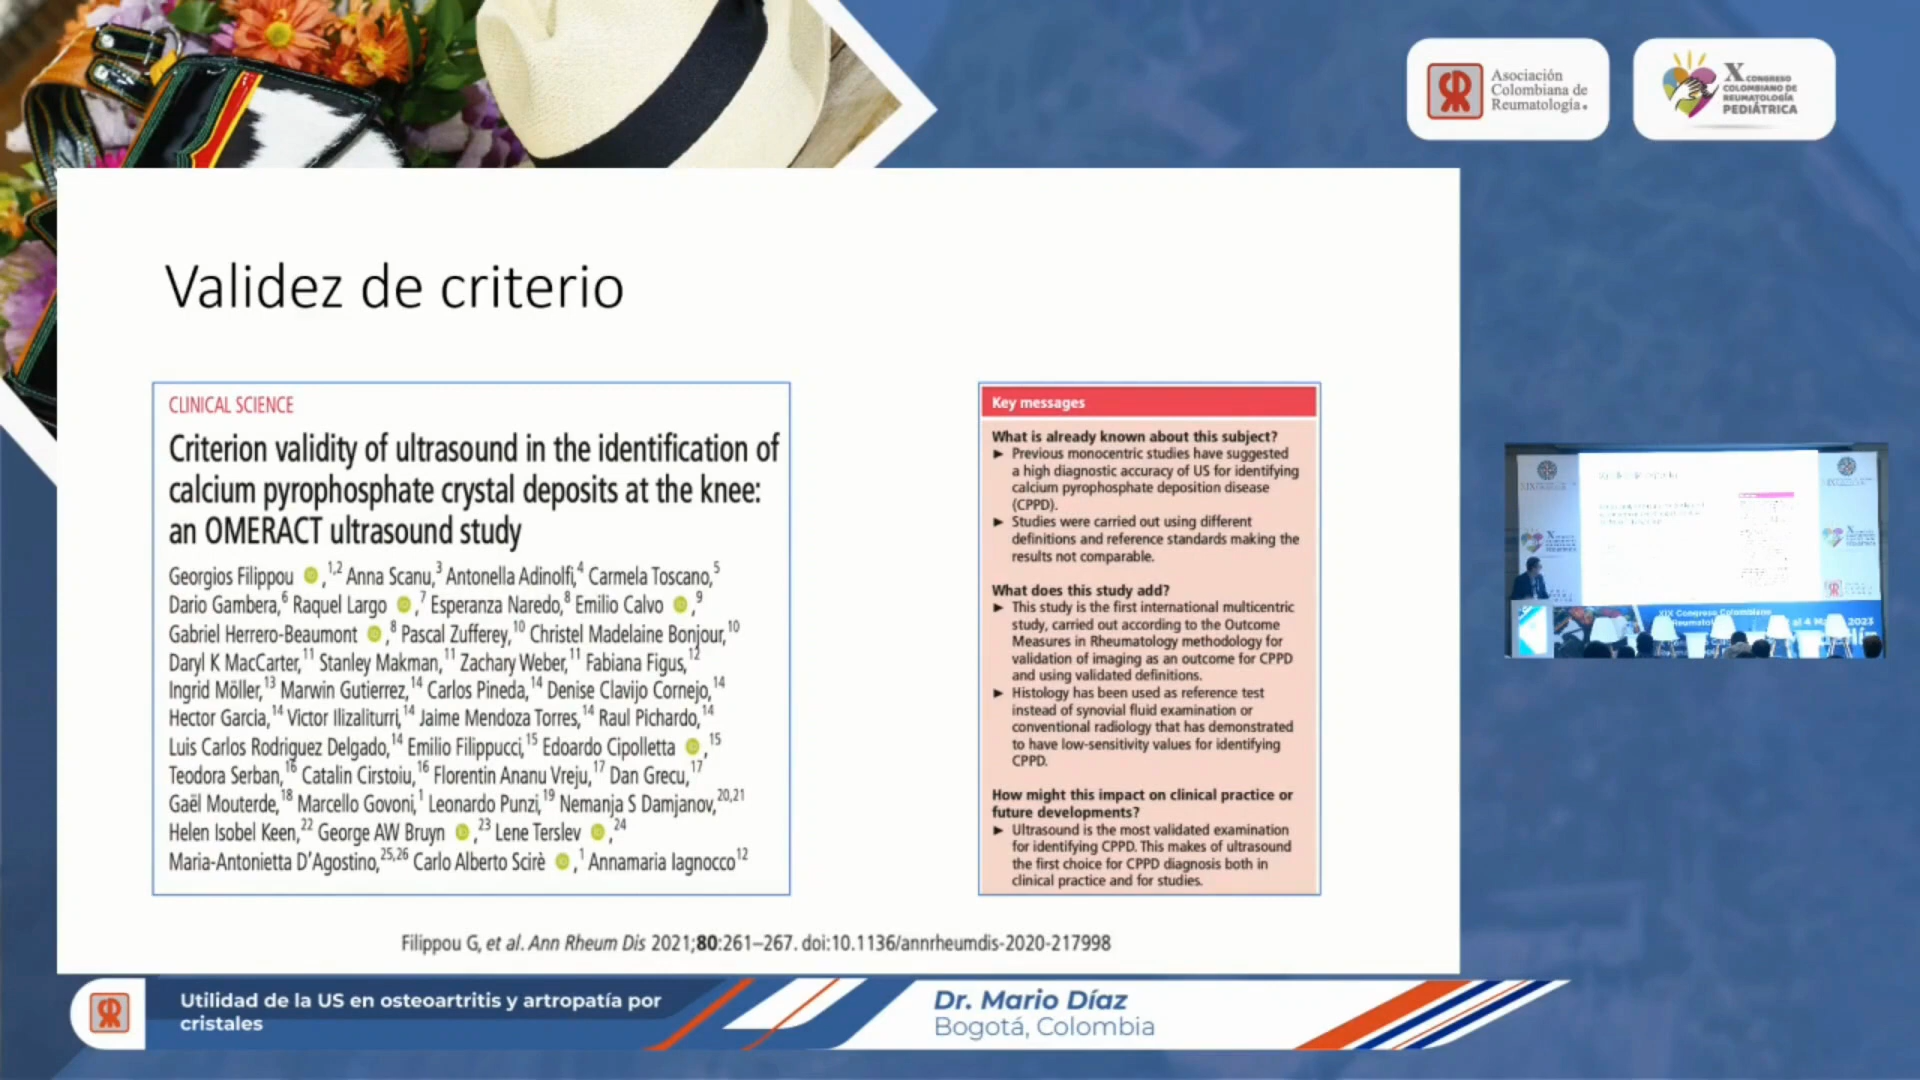 Asociación
Colombiana de
Reumatología.
X CONGRESO
COLOMBIANO DE
REUMATOLOGÍA
PEDIÁTRICA
Validez de criterio
CLINICAL SCIENCE
Criterion validity of ultrasound in the identification of
calcium pyrophosphate crystal deposits at the knee:
an OMERACT ultrasound study
Georgios Filippou ,1,2 Anna Scanu,3 Antonella Adinolfi,4 Carmela Toscano,5
Dario Gambera,6 Raquel Largo ,7 Esperanza Naredo,8 Emilio Calvo ,9
Gabriel Herrero-Beaumont ,8 Pascal Zufferey,10 Christel Madelaine Bonjour,10
Daryl K MacCarter,11 Stanley Makman,11 Zachary Weber,11 Fabiana Figus,12
Ingrid Möller,13 Marwin Gutierrez,14 Carlos Pineda,14 Denise Clavijo Cornejo,14
Hector Garcia,14 Victor Ilizaliturri,14 Jaime Mendoza Torres,14 Raul Pichardo,14
Luis Carlos Rodriguez Delgado,14 Emilio Filippucci,15 Edoardo Cipolletta ,15
Teodora Serban,16 Catalin Cirstoiu,16 Florentin Ananu Vreju,17 Dan Grecu,17
Gaël Mouterde,18 Marcello Govoni,1 Leonardo Punzi,19 Nemanja S Damjanov,20,21
Helen Isobel Keen,22 George AW Bruyn ,23 Lene Terslev ,24
Maria-Antonietta D'Agostino,25,26 Carlo Alberto Scirè ,1 Annamaria Iagnocco12
Key messages
What is already known about this subject?
► Previous monocentric studies have suggested
a high diagnostic accuracy of US for identifying
calcium pyrophosphate deposition disease
(CPPD).
► Studies were carried out using different
definitions and reference standards making the
results not comparable.
What does this study add?
► This study is the first international multicentric
study, carried out according to the Outcome
Measures in Rheumatology methodology for
validation of imaging as an outcome for CPPD
and using validated definitions.
► Histology has been used as reference test
instead of synovial fluid examination or
conventional radiology that has demonstrated
to have low-sensitivity values for identifying
CPPD.
How might this impact on clinical practice or
future developments?
► Ultrasound is the most validated examination
for identifying CPPD. This makes of ultrasound
the first choice for CPPD diagnosis both in
clinical practice and for studies.
Filippou G, et al. Ann Rheum Dis 2021;80:261–267. doi:10.1136/annrheumdis-2020-217998
XIX Congreso Colombiano
al 4 Ma 2023
Utilidad de la US en osteoartritis y artropatía por
cristales
Dr. Mario Díaz
Bogotá, Colombia